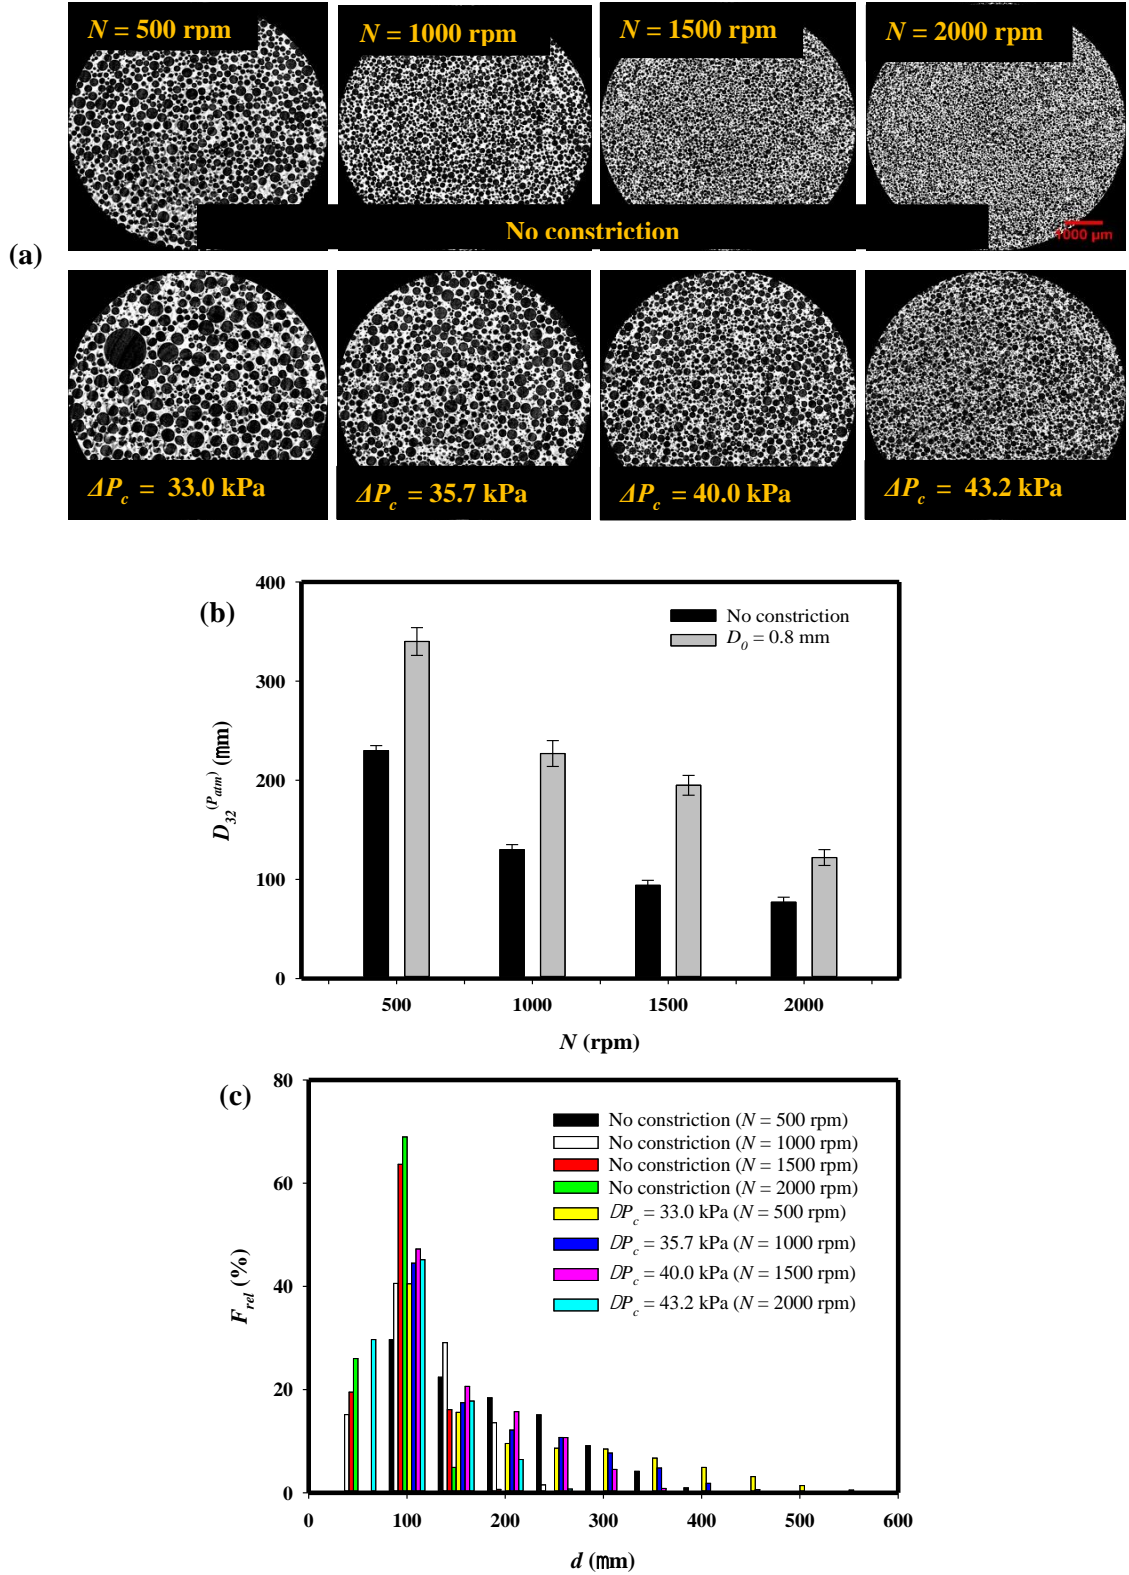 N = 500 rpm
N = 1000 rpm
N = 1500 rpm
N = 2000 rpm
No constriction
1000 µm
(a)
ΔPc = 33.0 kPa
ΔPc = 35.7 kPa
ΔPc = 40.0 kPa
ΔPc = 43.2 kPa
(b)
400
300
200
100
0
No constriction
D0 = 0.8 mm
D32(Patm) (mm)
500
1000
1500
2000
N (rpm)
(c)
80
60
40
20
0
No constriction (N = 500 rpm)
No constriction (N = 1000 rpm)
No constriction (N = 1500 rpm)
No constriction (N = 2000 rpm)
DPc = 33.0 kPa (N = 500 rpm)
DPc = 35.7 kPa (N = 1000 rpm)
DPc = 40.0 kPa (N = 1500 rpm)
DPc = 43.2 kPa (N = 2000 rpm)
Frel (%)
0
100
200
300
400
500
600
d (mm)